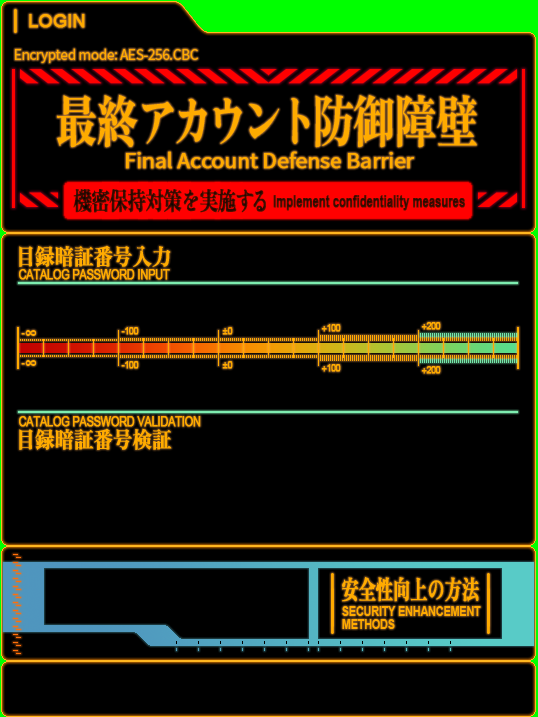 LOGIN
Encrypted mode: AES-256.CBC
最終アカウント防御障壁
Final Account Defense Barrier
機密保持対策を実施する Implement confidentiality measures
目録暗証番号入力
CATALOG PASSWORD INPUT
-∞ -100 ±0 +100 +200
-∞ -100 ±0 +100 +200
CATALOG PASSWORD VALIDATION
目録暗証番号検証
安全性向上の方法
SECURITY ENHANCEMENT
METHODS